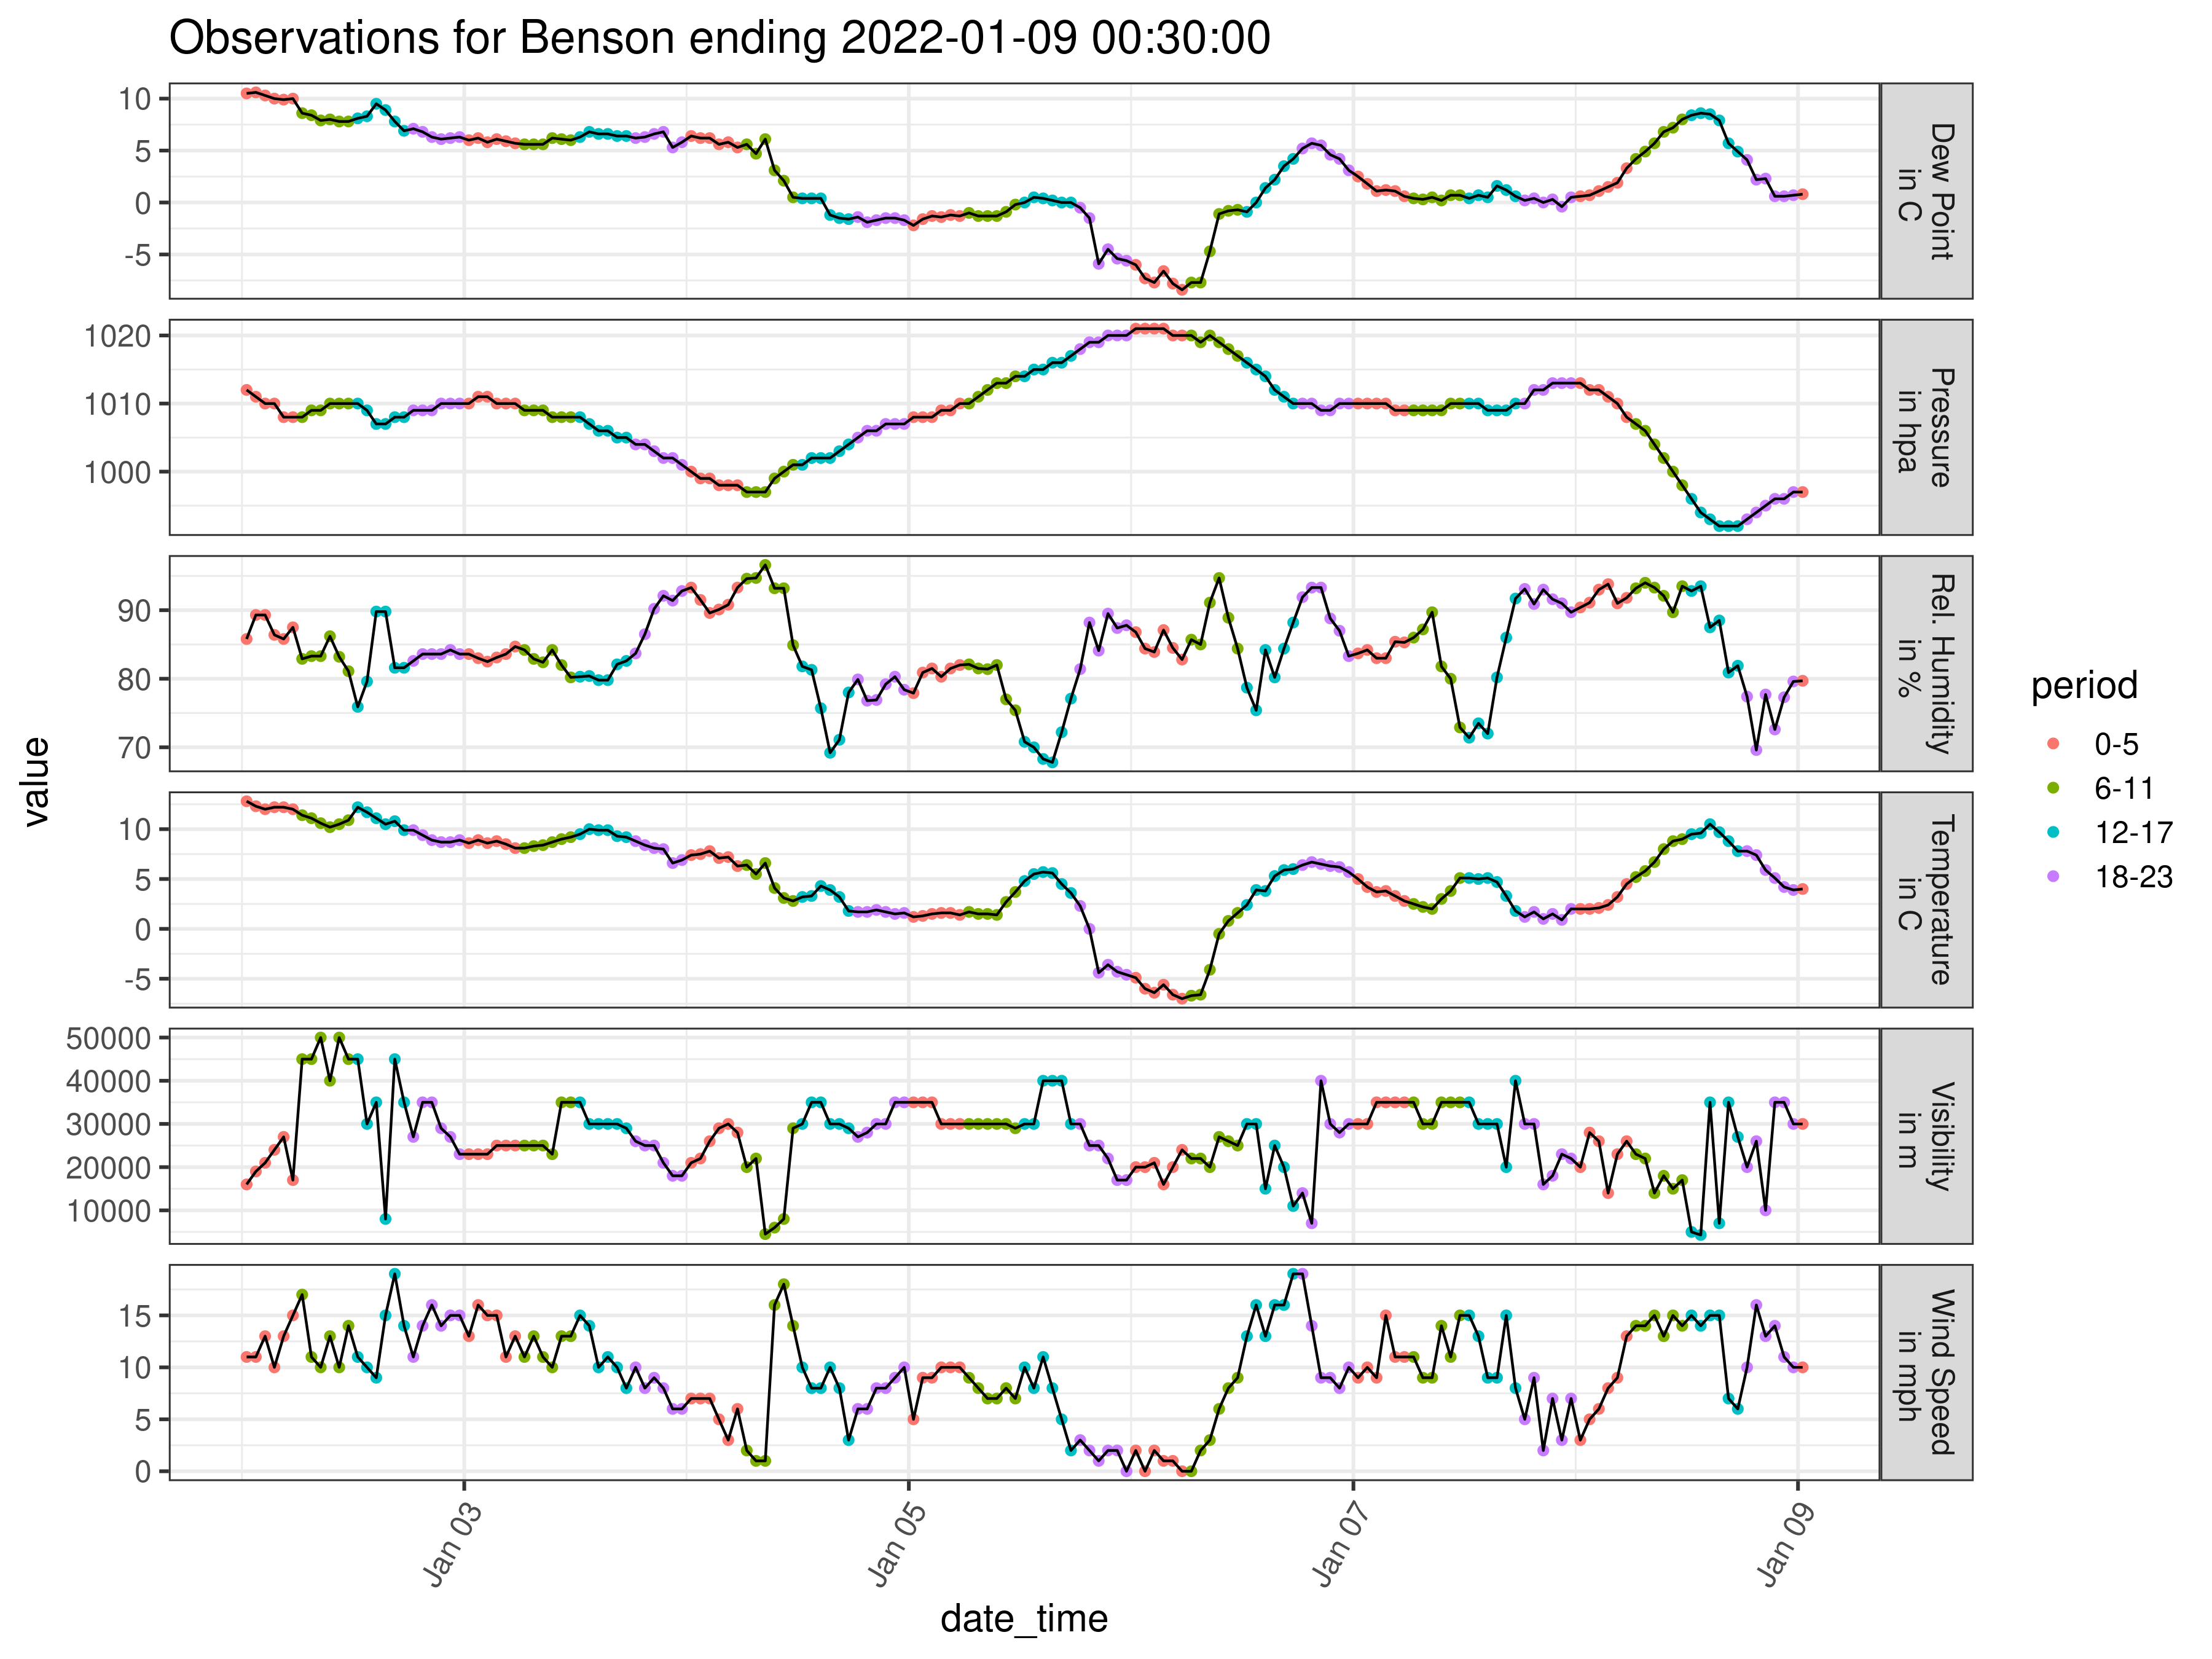 Observations for Benson ending 2022-01-09 00:30:00
value
10
5
0
-5
Dew Point
in C
1020
1010
1000
Pressure
in hpa
90
80
70
Rel. Humidity
in %
10
5
0
-5
Temperature
in C
50000
40000
30000
20000
10000
Visibility
in m
15
10
5
0
Wind Speed
in mph
Jan 03
Jan 05
Jan 07
Jan 09
date_time
period
0-5
6-11
12-17
18-23